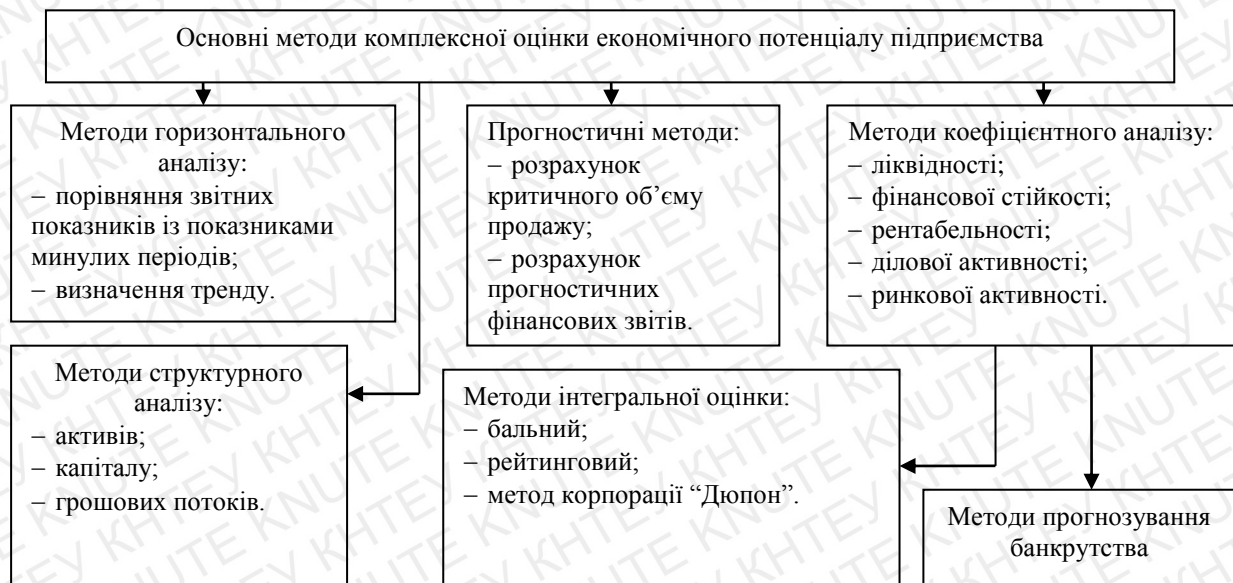 Основні методи комплексної оцінки економічного потенціалу підприємства
Методи горизонтального
аналізу:
– порівняння звітних
показників із показниками
минулих періодів;
– визначення тренду.
Прогностичні методи:
– розрахунок
критичного об’єму
продажу;
– розрахунок
прогностичних
фінансових звітів.
Методи коефіцієнтного аналізу:
– ліквідності;
– фінансової стійкості;
– рентабельності;
– ділової активності;
– ринкової активності.
Методи структурного
аналізу:
– активів;
– капіталу;
– грошових потоків.
Методи інтегральної оцінки:
– бальний;
– рейтинговий;
– метод корпорації “Дюпон”.
Методи прогнозування
банкрутства